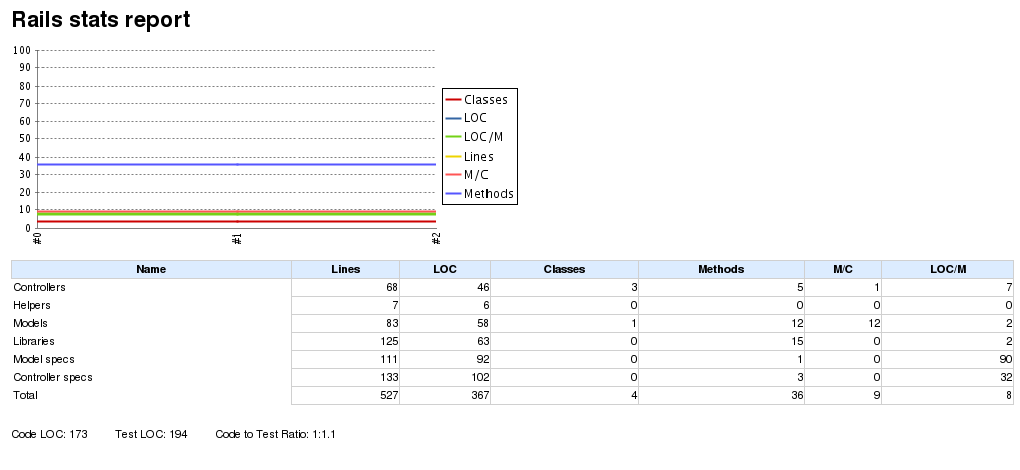 Rails stats report
100
90
80
70
60
50
40
30
20
10
0
#0 #1 #2
Classes
LOC
LOC/M
Lines
M/C
Methods
Name Lines LOC Classes Methods M/C LOC/M
Controllers 68 46 3 5 1 7
Helpers 7 6 0 0 0 0
Models 83 58 1 12 12 2
Libraries 125 63 0 15 0 2
Model specs 111 92 0 1 0 90
Controller specs 133 102 0 3 0 32
Total 527 367 4 36 9 8
Code LOC: 173 Test LOC: 194 Code to Test Ratio: 1:1.1